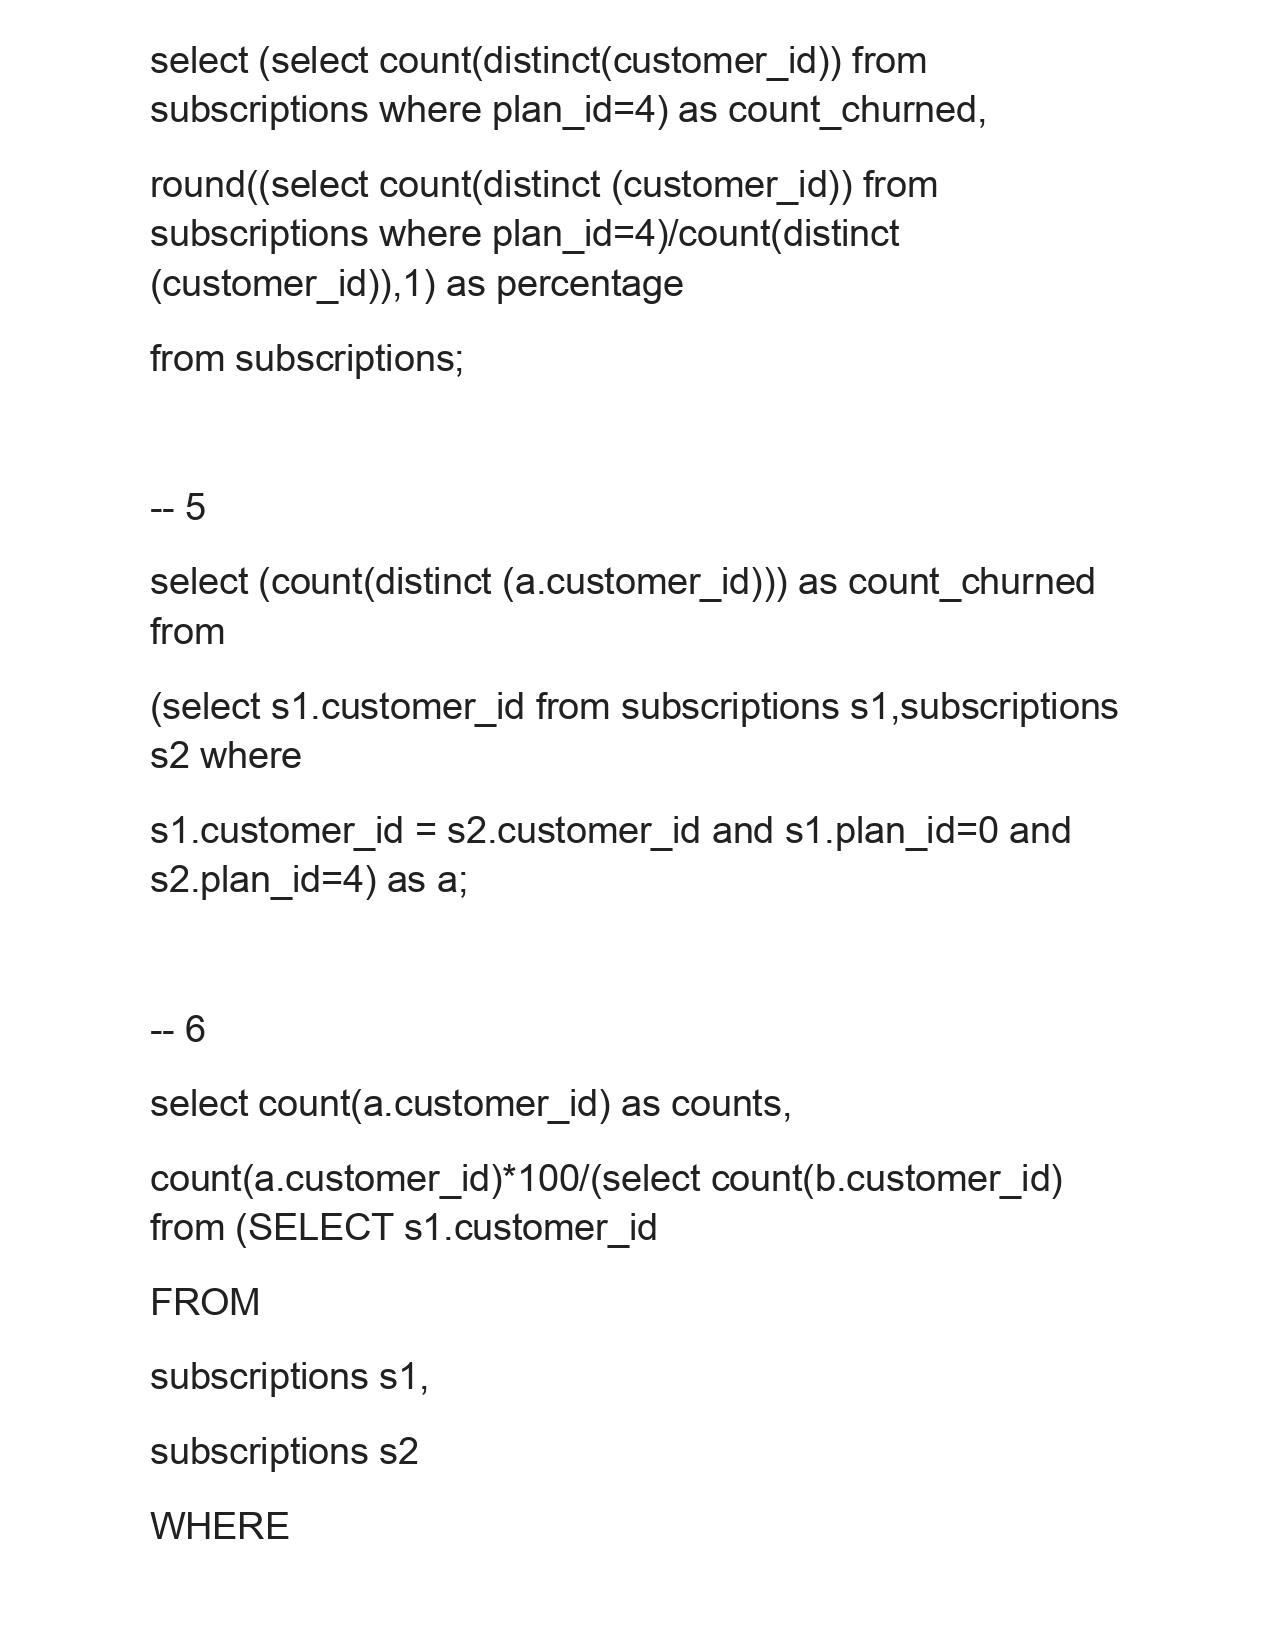 select (select count(distinct(customer_id)) from
subscriptions where plan_id=4) as count_churned,
round((select count(distinct (customer_id)) from
subscriptions where plan_id=4)/count(distinct
(customer_id)),1) as percentage
from subscriptions;
-- 5
select (count(distinct (a.customer_id))) as count_churned
from
(select s1.customer_id from subscriptions s1,subscriptions
s2 where
s1.customer_id = s2.customer_id and s1.plan_id=0 and
s2.plan_id=4) as a;
-- 6
select count(a.customer_id) as counts,
count(a.customer_id)*100/(select count(b.customer_id)
from (SELECT s1.customer_id
FROM
subscriptions s1,
subscriptions s2
WHERE